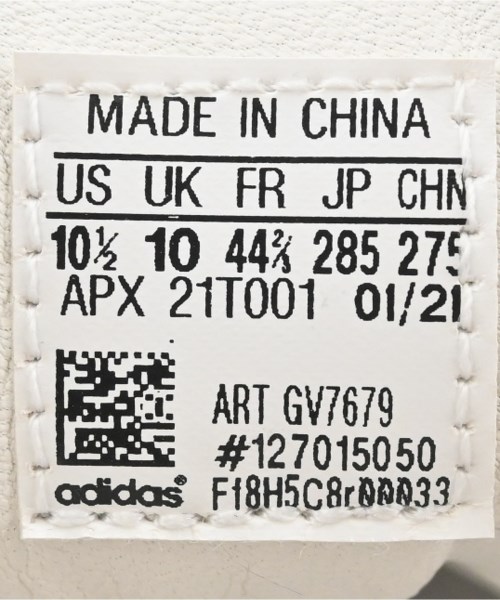 MADE IN CHINA
US UK FR JP CHN
10½ 10 44⅔ 285 275
APX 21T001 01/21
ART GV7679
#127015050
adidas®